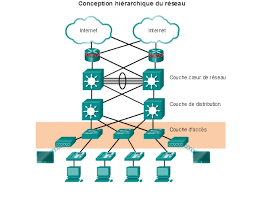 Conception hiérarchique du réseau
Internet
Internet
Couche cœur de réseau
Couche de distribution
Couche d'accès